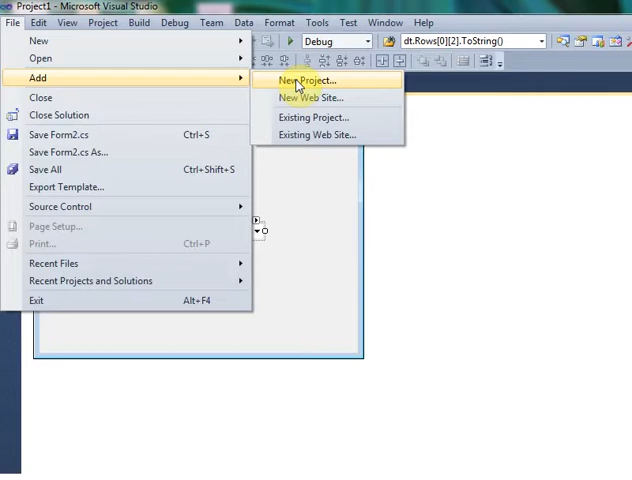 Project1 - Microsoft Visual Studio
File Edit View Project Build Debug Team Data Format Tools Test Window Help
New
Debug dt.Rows[0][2].ToString()
Open
Add
New Project...
Close
New Web Site...
Close Solution
Existing Project...
Save Form2.cs Ctrl+S
Existing Web Site...
Save Form2.cs As...
Save All Ctrl+Shift+S
Export Template...
Source Control
Page Setup...
Print... Ctrl+P
Recent Files
Recent Projects and Solutions
Exit Alt+F4